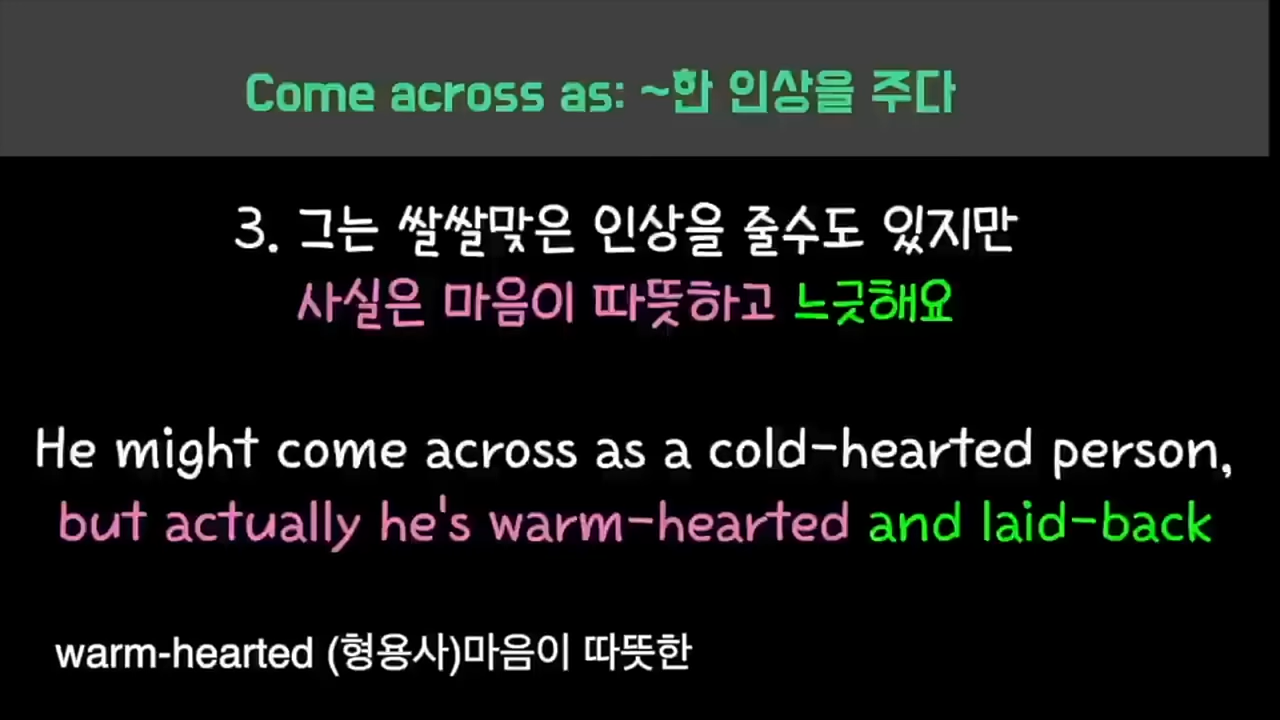 Come across as: ~한 인상을 주다
3. 그는 쌀쌀맞은 인상을 줄수도 있지만
사실은 마음이 따뜻하고 느긋해요
He might come across as a cold-hearted person,
but actually he's warm-hearted and laid-back
warm-hearted (형용사)마음이 따뜻한